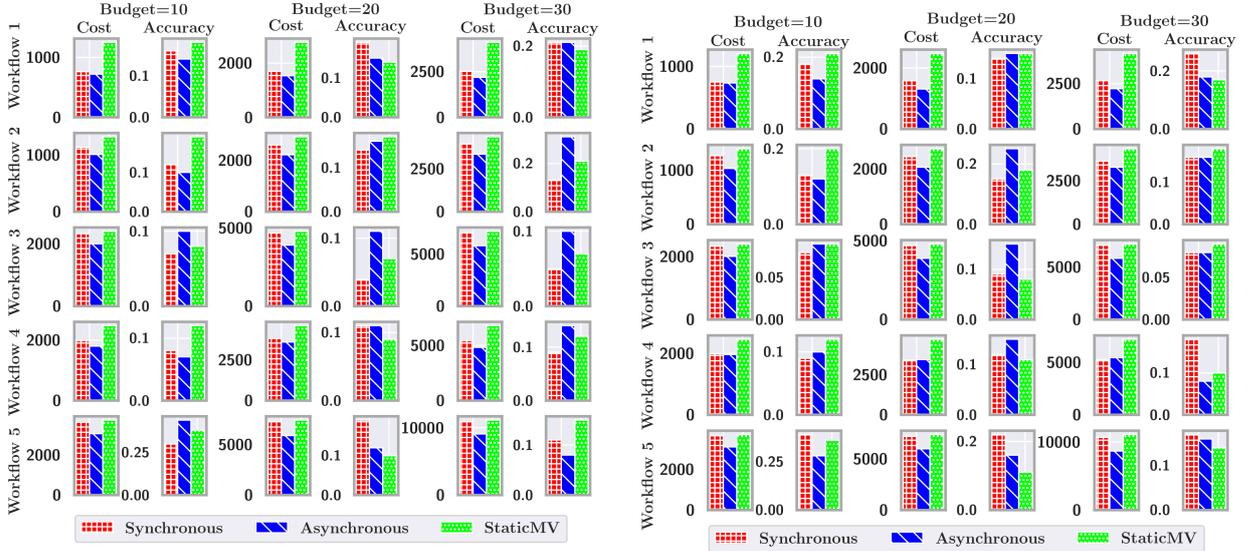 Budget=10 Budget=20 Budget=30
Cost Accuracy Cost Accuracy Cost Accuracy
Workflow 1
1000 0.1 2000 0.1 2500 0.2
0 0.0 0 0.0 0 0.0
Workflow 2
1000 0.1 2000 0.1 2500 0.2
0 0.0 0 0.0 0 0.0
Workflow 3
2000 0.1 5000 0.1 5000 0.1
0 0.0 0 0.0 0 0.0
Workflow 4
2000 0.1 2500 0.1 5000 0.1
0 0.0 0 0.0 0 0.0
Workflow 5
2000 0.25 5000 0.1 10000 0.1
0 0.00 0 0.0 0 0.0
Synchronous Asynchronous StaticMV
Budget=10 Budget=20 Budget=30
Cost Accuracy Cost Accuracy Cost Accuracy
Workflow 1
1000 0.2 2000 0.1 2500 0.2
0 0.0 0 0.0 0 0.0
Workflow 2
1000 0.2 2000 0.2 2500 0.1
0 0.0 0 0.0 0 0.0
Workflow 3
2000 0.05 5000 0.1 5000 0.05
0 0.00 0 0.0 0 0.00
Workflow 4
2000 0.1 2500 0.1 5000 0.1
0 0.0 0 0.0 0 0.0
Workflow 5
2000 0.25 5000 0.2 10000 0.1
0 0.00 0 0.0 0 0.0
Synchronous Asynchronous StaticMV